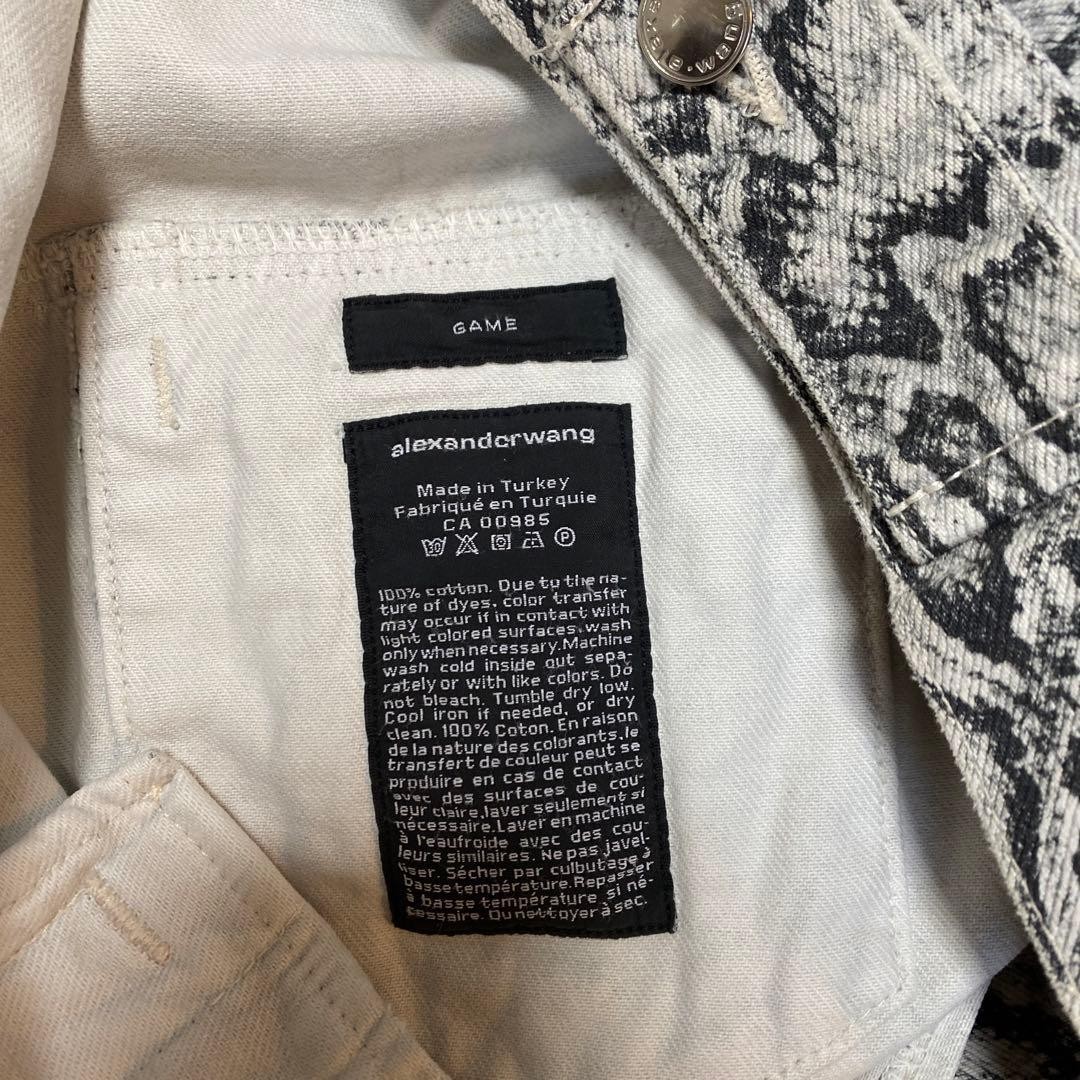 GAME
alexanderwang
Made in Turkey
Fabriqué en Turquie
CA 00985
30 P
100% cotton. Due to the na-
ture of dyes, color transfer
may occur if in contact with
light colored surfaces,wash
only when necessary.Machine
wash cold inside out sepa-
rately or with like colors. Do
not bleach. Tumble dry low.
Cool iron if needed, or dry
clean. 100% Coton. En raison
de la nature des colorants,le
transfert de couleur peut se
produire en cas de contact
avec des surfaces de cou-
leur claire,laver seulement si
nécessaire.Laver en machine
à l'eaufroide avec des cou-
leurs similaires. Ne pas javel-
liser. Sécher par culbutage à
basse température.Repasser
à basse température si né-
cessaire. Ou nettoyer à sec.